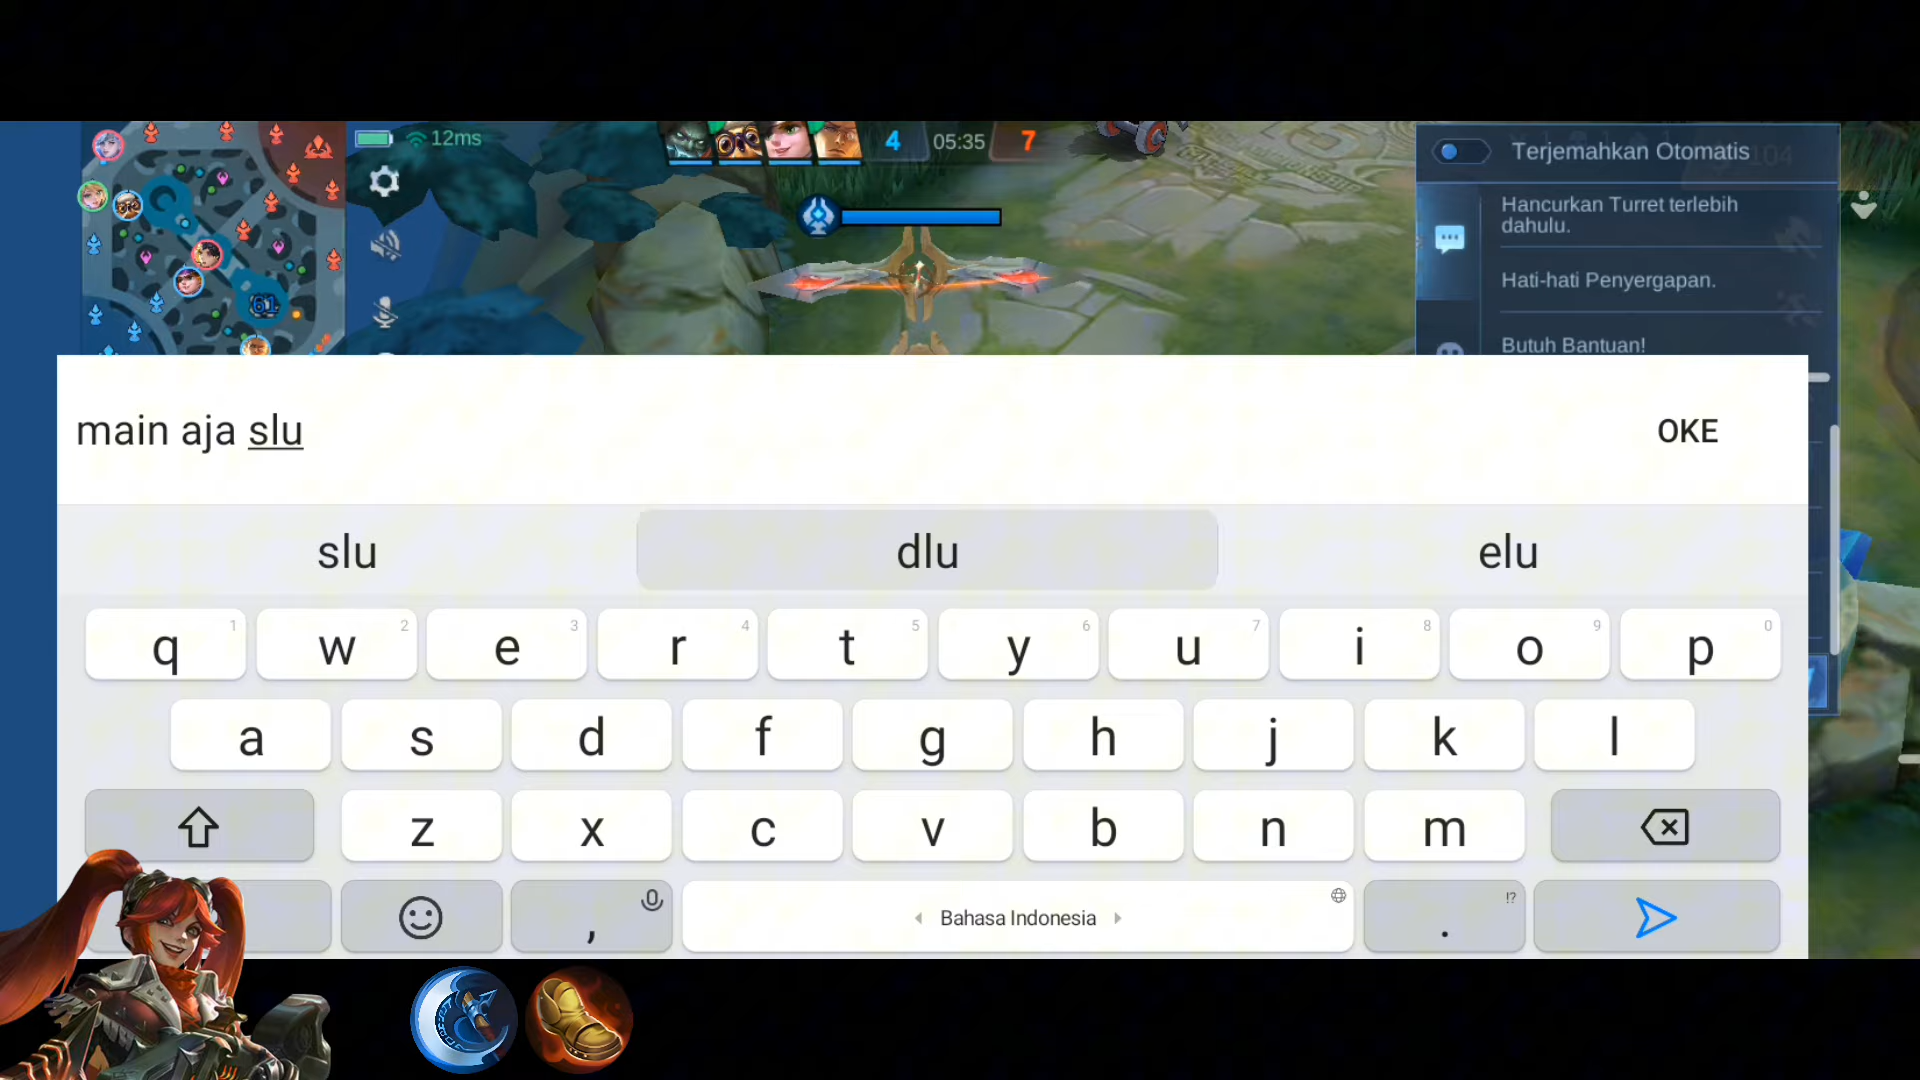 12ms
4 05:35 7
Terjemahkan Otomatis
Hancurkan Turret terlebih
dahulu.
Hati-hati Penyergapan.
Butuh Bantuan!
61
main aja slu
OKE
slu dlu elu
q 1 w 2 e 3 r 4 t 5 y 6 u 7 i 8 o 9 p 0
a s d f g h j k l
z x c v b n m
, Bahasa Indonesia . !?